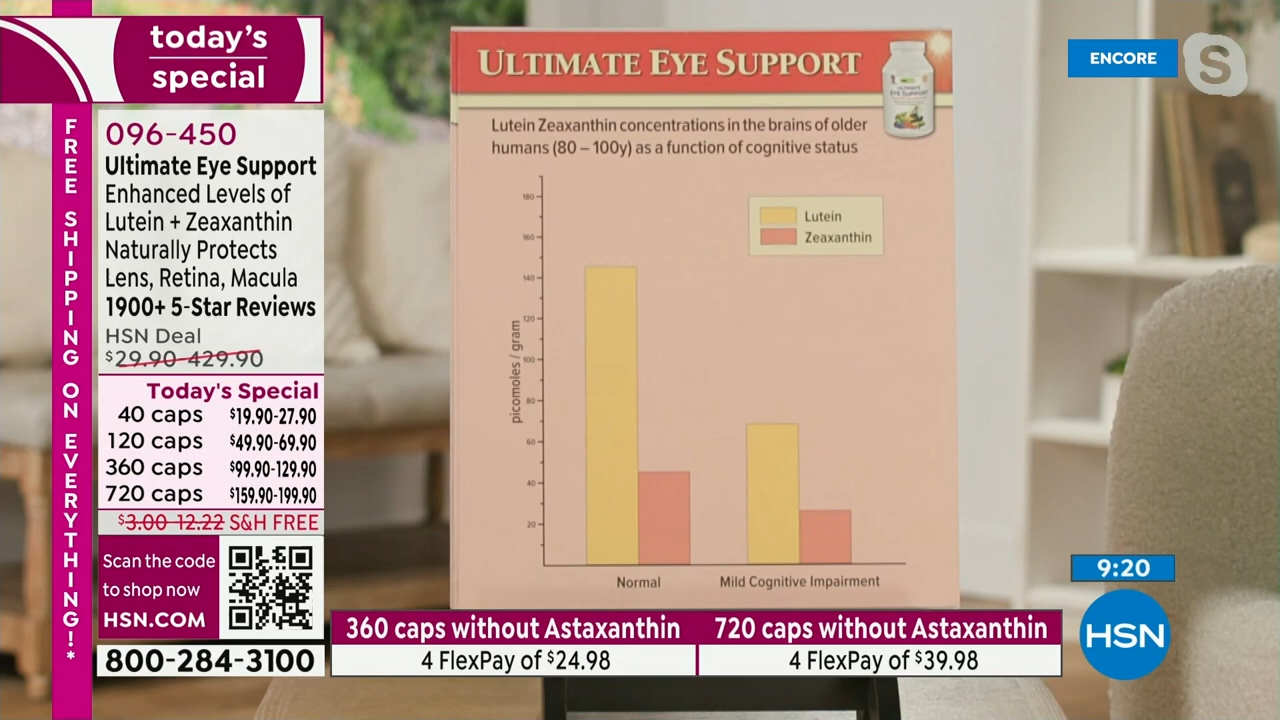 today's
special
FREE SHIPPING ON EVERYTHING!*
096-450
Ultimate Eye Support
Enhanced Levels of
Lutein + Zeaxanthin
Naturally Protects
Lens, Retina, Macula
1900+ 5-Star Reviews
HSN Deal
$29.90-429.90
Today's Special
40 caps $19.90-27.90
120 caps $49.90-69.90
360 caps $99.90-129.90
720 caps $159.90-199.90
$3.00-12.22 S&H FREE
Scan the code
to shop now
HSN.COM
800-284-3100
ULTIMATE EYE SUPPORT
EYE SUPPORT
Lutein Zeaxanthin concentrations in the brains of older
humans (80 – 100y) as a function of cognitive status
Lutein
Zeaxanthin
picomoles / gram
180
160
140
120
100
80
60
40
20
Normal
Mild Cognitive Impairment
360 caps without Astaxanthin
4 FlexPay of $24.98
720 caps without Astaxanthin
4 FlexPay of $39.98
ENCORE
S
9:20
HSN